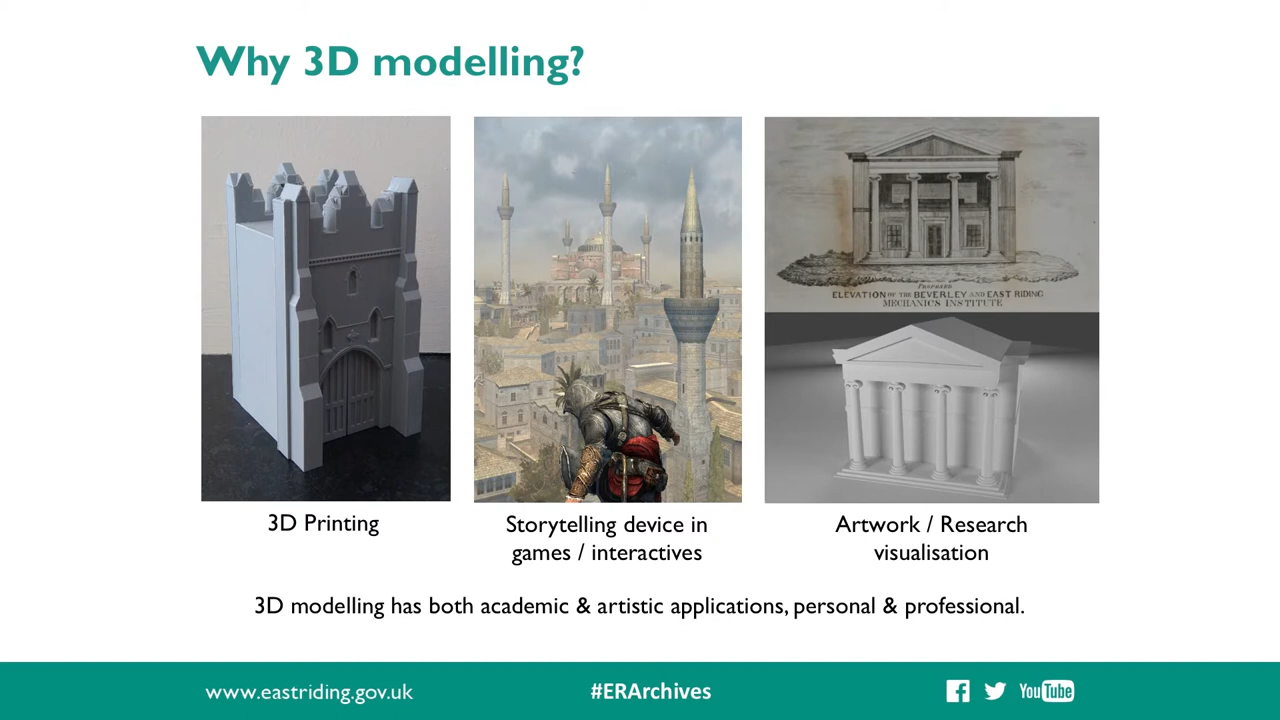 Why 3D modelling?
PROPOSED
ELEVATION OF THE BEVERLEY AND EAST RIDING
MECHANICS INSTITUTE
3D Printing
Storytelling device in
games / interactives
Artwork / Research
visualisation
3D modelling has both academic & artistic applications, personal & professional.
www.eastriding.gov.uk
#ERArchives
YouTube